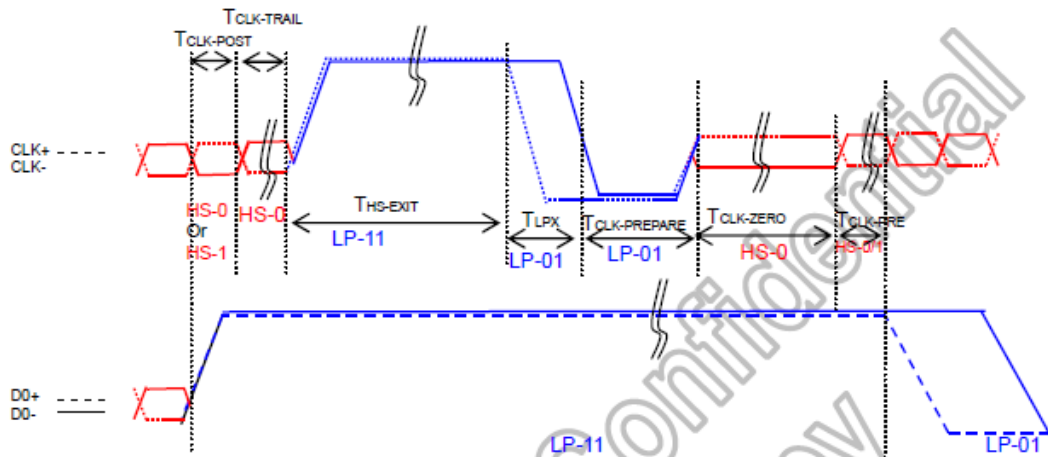 TCLK-TRAIL
TCLK-POST
CLK+
CLK-
HS-0
Or
HS-1
HS-0
THS-EXIT
LP-11
TLPX
LP-01
TCLK-PREPARE
LP-01
TCLK-ZERO
HS-0
TCLK-PRE
HS-0/1
D0+
D0-
LP-11
LP-01
Confidential